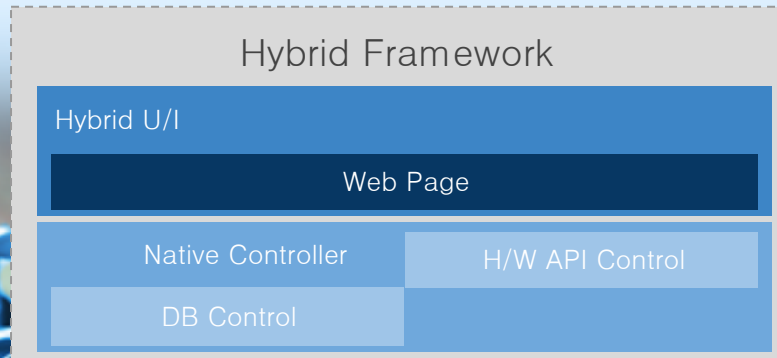 Hybrid Framework
Hybrid U/I
Web Page
Native Controller
H/W API Control
DB Control